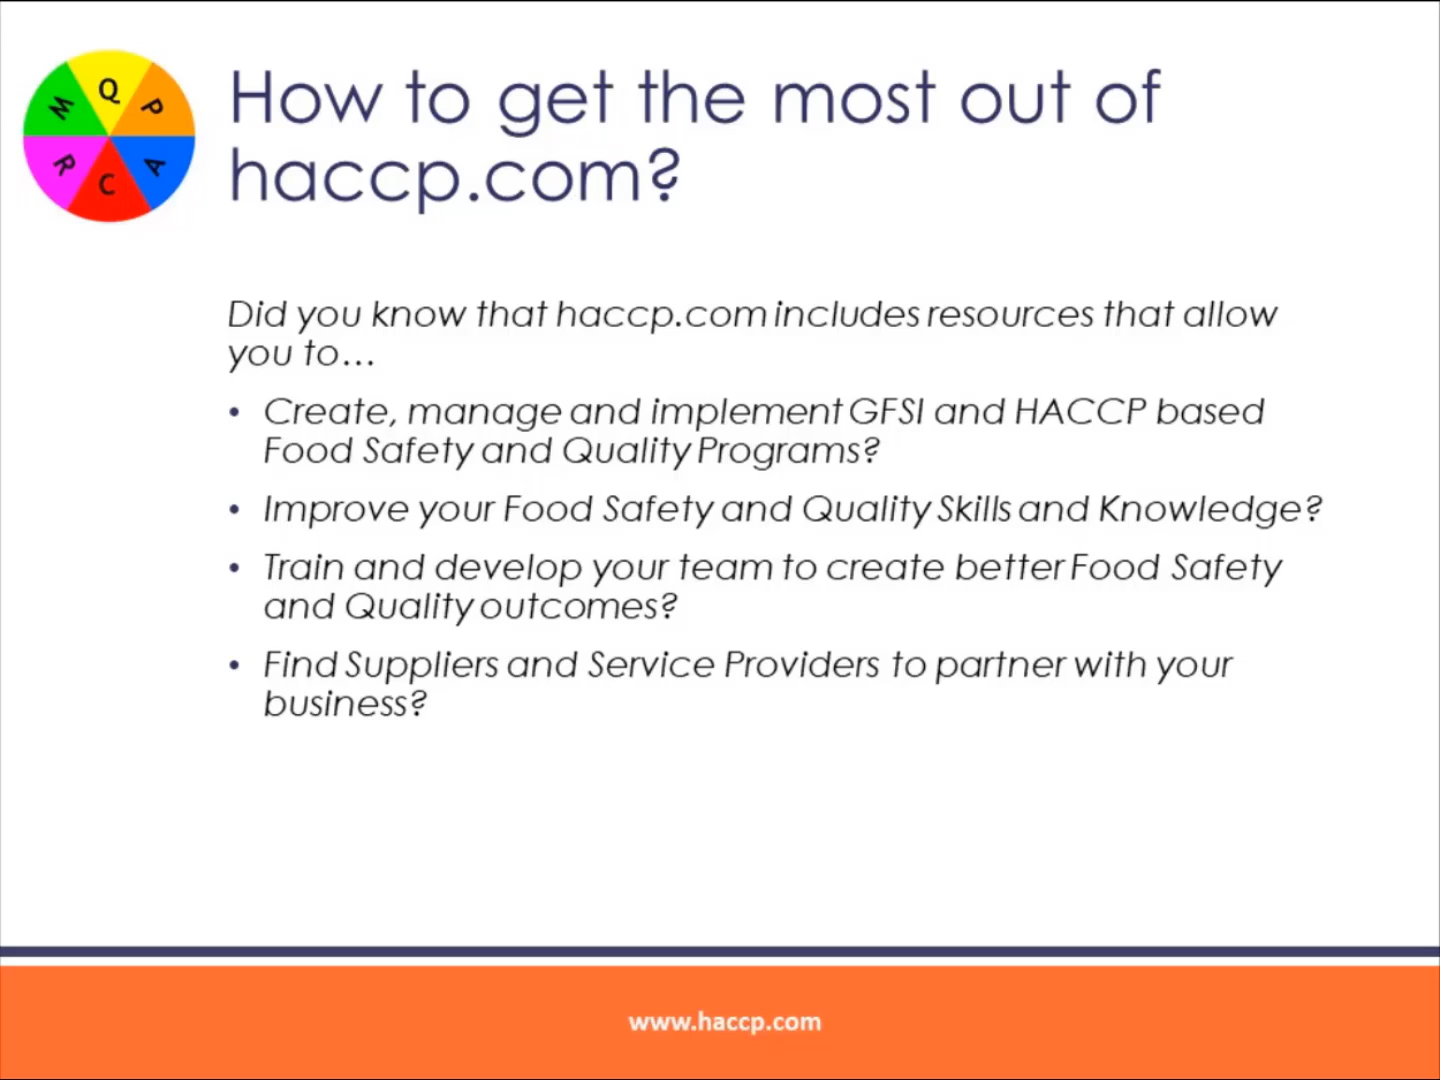 Q
P
A
C
R
M
How to get the most out of
haccp.com?
Did you know that haccp.com includes resources that allow
you to...
• Create, manage and implement GFSI and HACCP based
Food Safety and Quality Programs?
• Improve your Food Safety and Quality Skills and Knowledge?
• Train and develop your team to create better Food Safety
and Quality outcomes?
• Find Suppliers and Service Providers to partner with your
business?
www.haccp.com